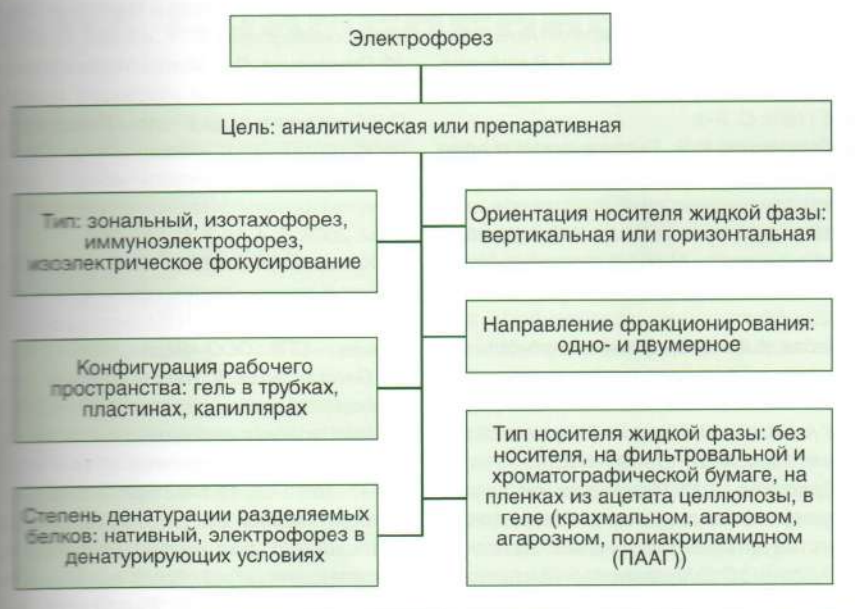 Электрофорез
Цель: аналитическая или препаративная
Тип: зональный, изотахофорез,
иммуноэлектрофорез,
изоэлектрическое фокусирование
Ориентация носителя жидкой фазы:
вертикальная или горизонтальная
Конфигурация рабочего
пространства: гель в трубках,
пластинах, капиллярах
Направление фракционирования:
одно- и двумерное
Степень денатурации разделяемых
белков: нативный, электрофорез в
денатурирующих условиях
Тип носителя жидкой фазы: без
носителя, на фильтровальной и
хроматографической бумаге, на
пленках из ацетата целлюлозы, в
геле (крахмальном, агаровом,
агарозном, полиакриламидном
(ПААГ))